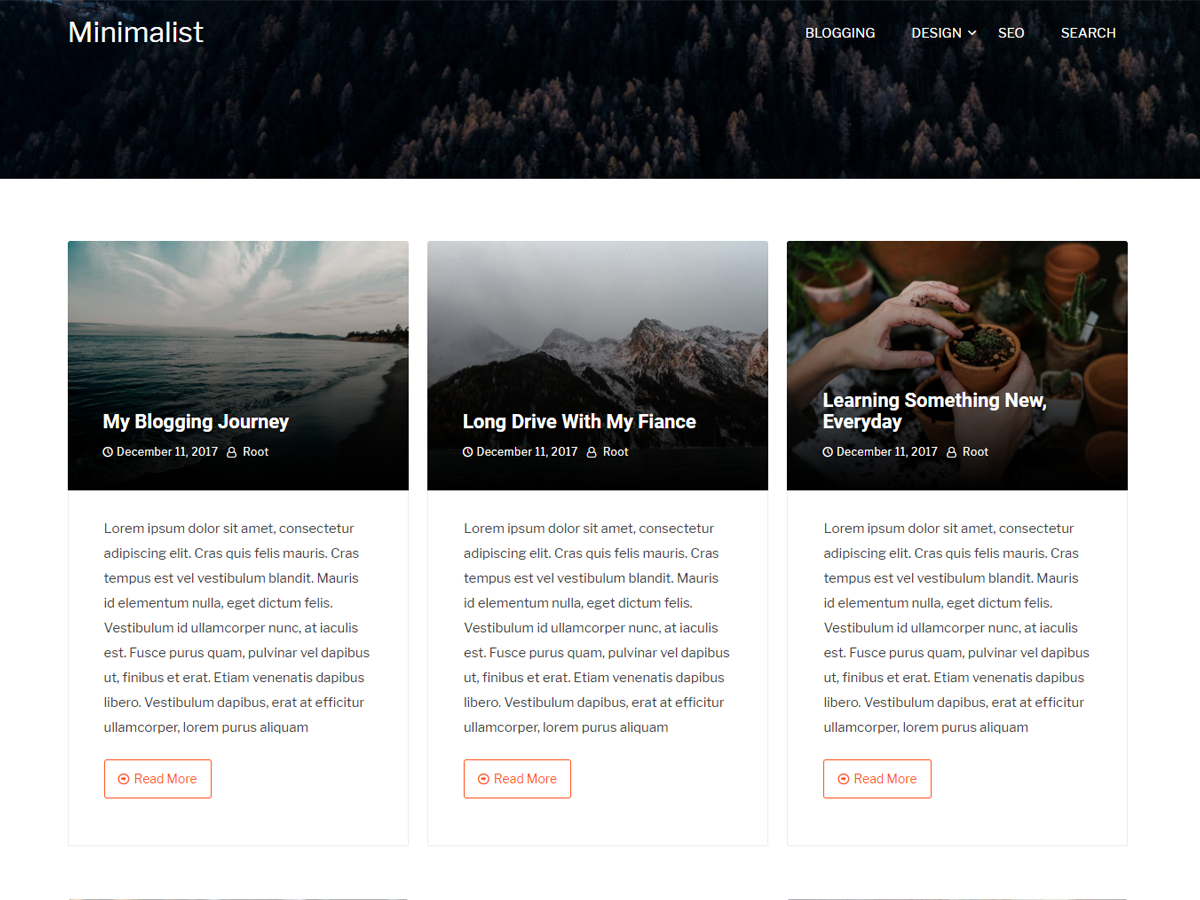 Minimalist
BLOGGING DESIGN SEO SEARCH
My Blogging Journey
December 11, 2017 Root
Lorem ipsum dolor sit amet, consectetur
adipiscing elit. Cras quis felis mauris. Cras
tempus est vel vestibulum blandit. Mauris
id elementum nulla, eget dictum felis.
Vestibulum id ullamcorper nunc, at iaculis
est. Fusce purus quam, pulvinar vel dapibus
ut, finibus et erat. Etiam venenatis dapibus
libero. Vestibulum dapibus, erat at efficitur
ullamcorper, lorem purus aliquam
Read More
Long Drive With My Fiance
December 11, 2017 Root
Lorem ipsum dolor sit amet, consectetur
adipiscing elit. Cras quis felis mauris. Cras
tempus est vel vestibulum blandit. Mauris
id elementum nulla, eget dictum felis.
Vestibulum id ullamcorper nunc, at iaculis
est. Fusce purus quam, pulvinar vel dapibus
ut, finibus et erat. Etiam venenatis dapibus
libero. Vestibulum dapibus, erat at efficitur
ullamcorper, lorem purus aliquam
Read More
Learning Something New,
Everyday
December 11, 2017 Root
Lorem ipsum dolor sit amet, consectetur
adipiscing elit. Cras quis felis mauris. Cras
tempus est vel vestibulum blandit. Mauris
id elementum nulla, eget dictum felis.
Vestibulum id ullamcorper nunc, at iaculis
est. Fusce purus quam, pulvinar vel dapibus
ut, finibus et erat. Etiam venenatis dapibus
libero. Vestibulum dapibus, erat at efficitur
ullamcorper, lorem purus aliquam
Read More